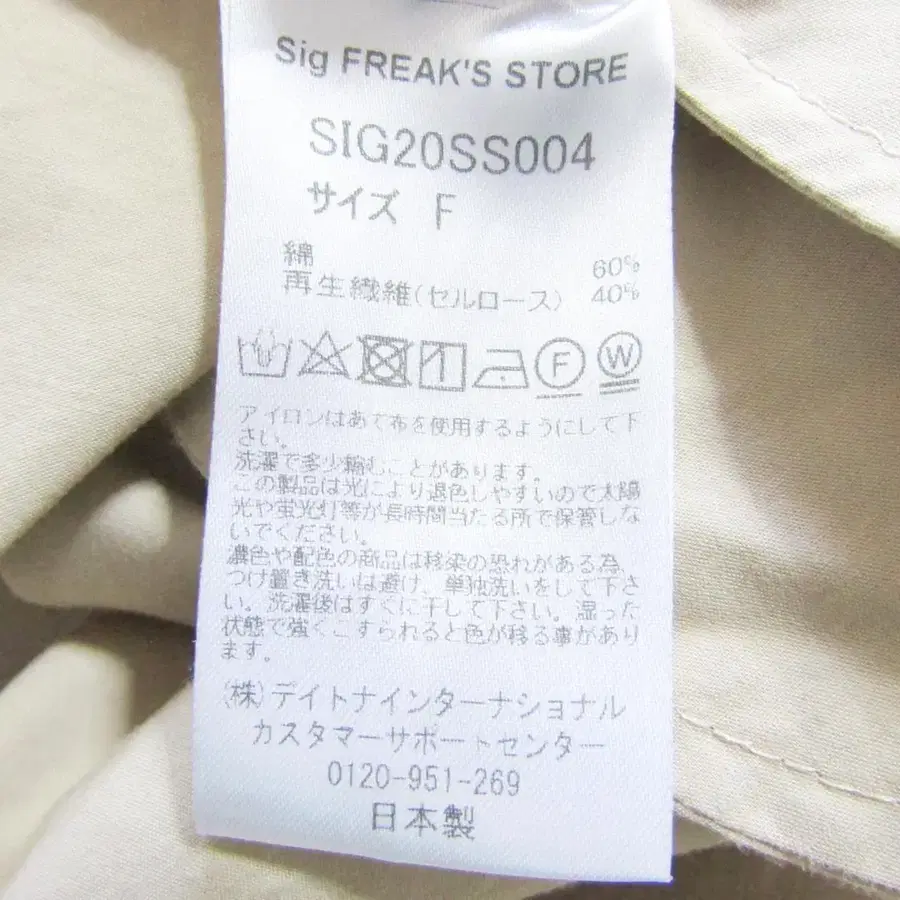 Sig FREAK'S STORE
SIG20SS004
サイズ F
綿 60%
再生繊維(セルロース) 40%
F W
アイロンはあて布を使用するようにして下
さい。
洗濯で多少縮むことがあります。
この製品は光により退色しやすいので太陽
光や蛍光灯等が長時間当たる所で保管しな
いでください。
濃色や配色の商品は移染の恐れがある為、
つけ置き洗いは避け、単独洗いをして下さ
い。洗濯後はすぐに干して下さい。湿った
状態で強くこすられると色が移る事があり
ます。
(株)デイトナインターナショナル
カスタマーサポートセンター
0120-951-269
日本製